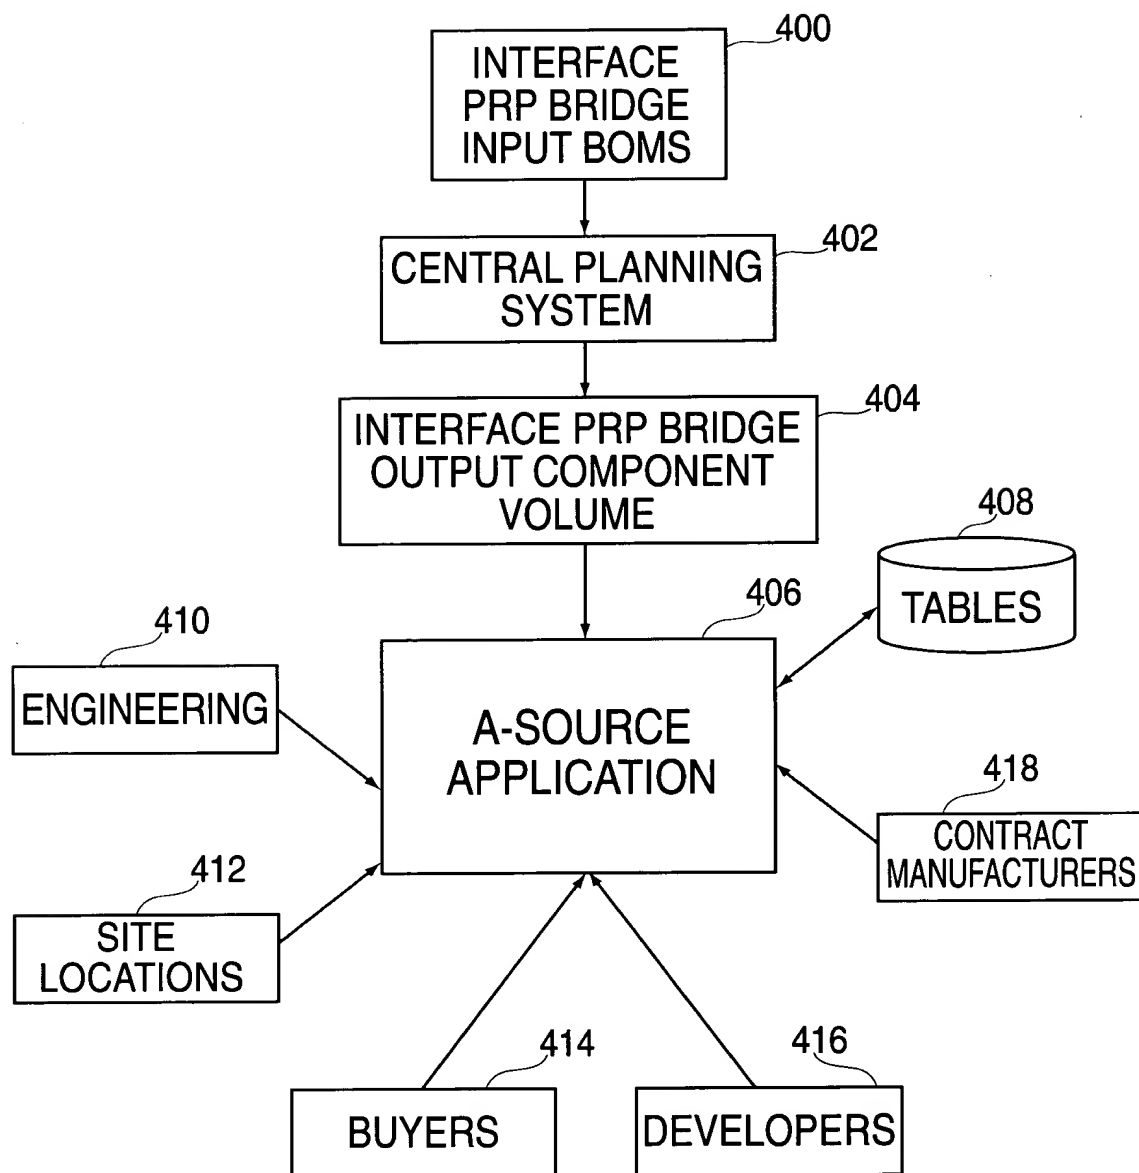 400
INTERFACE
PRP BRIDGE
INPUT BOMS
402
CENTRAL PLANNING
SYSTEM
404
INTERFACE PRP BRIDGE
OUTPUT COMPONENT
VOLUME
408
TABLES
406
A-SOURCE
APPLICATION
410
ENGINEERING
418
CONTRACT
MANUFACTURERS
412
SITE
LOCATIONS
414
BUYERS
416
DEVELOPERS